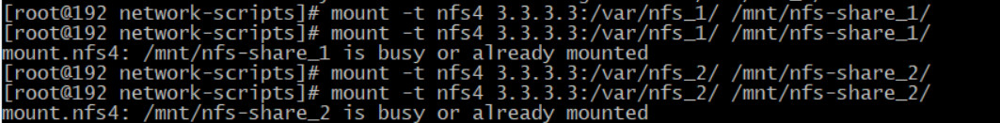 [root@192 network-scripts]# mount -t nfs4 3.3.3.3:/var/nfs_1/ /mnt/nfs-share_1/
[root@192 network-scripts]# mount -t nfs4 3.3.3.3:/var/nfs_1/ /mnt/nfs-share_1/
mount.nfs4: /mnt/nfs-share_1 is busy or already mounted
[root@192 network-scripts]# mount -t nfs4 3.3.3.3:/var/nfs_2/ /mnt/nfs-share_2/
[root@192 network-scripts]# mount -t nfs4 3.3.3.3:/var/nfs_2/ /mnt/nfs-share_2/
mount.nfs4: /mnt/nfs-share_2 is busy or already mounted